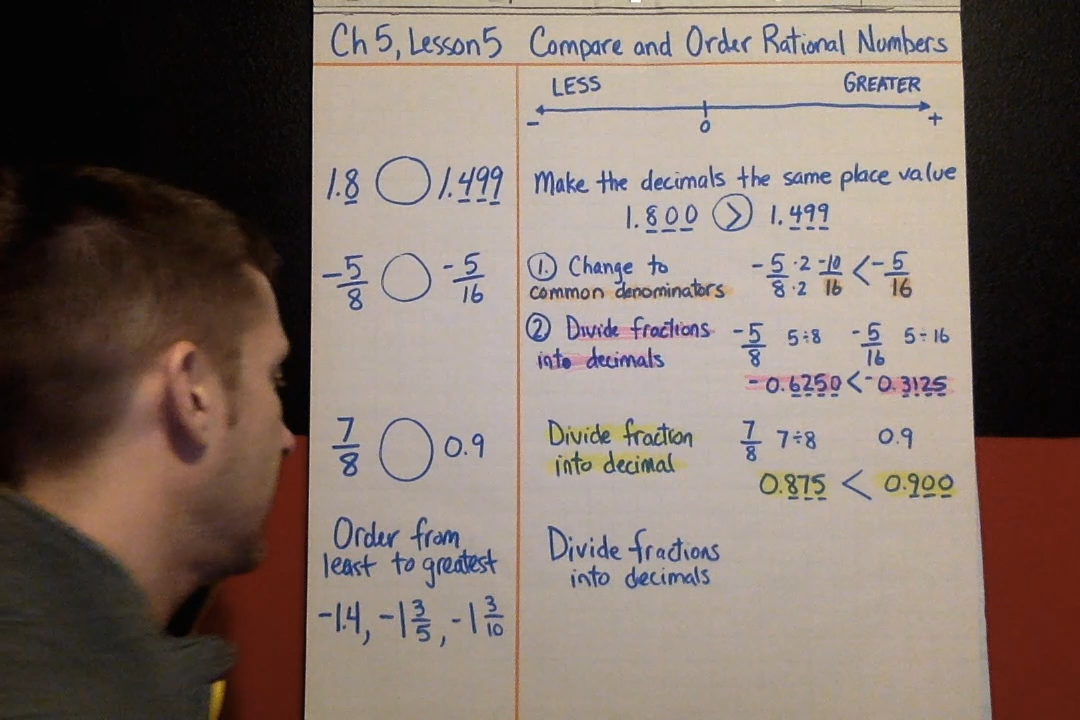 Ch 5, Lesson 5 Compare and Order Rational Numbers
LESS GREATER
- 0 +
1.8 ◯ 1.499 Make the decimals the same place value
1.800 > 1.499
-5/8 ◯ -5/16 ① Change to -5/8 ·2/·2 -10/16 < -5/16
common denominators
② Divide fractions -5/8 5÷8 -5/16 5÷16
into decimals
-0.6250 < -0.3125
7/8 ◯ 0.9 Divide fraction 7/8 7÷8 0.9
into decimal
0.875 < 0.900
Order from
least to greatest
-1.4, -1 3/5, -1 3/10
Divide fractions
into decimals